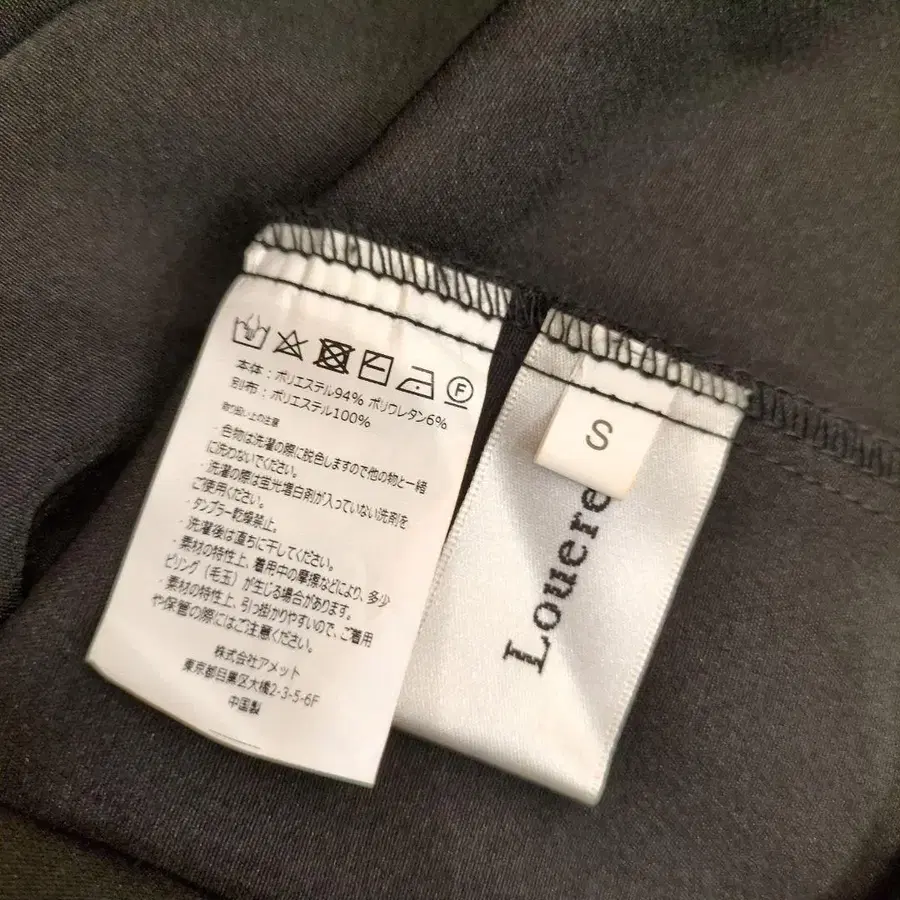 F
本体：ポリエステル94% ポリウレタン6%
別布：ポリエステル100%
取り扱い上の注意
・色物は洗濯の際に脱色しますので他の物と一緒
に洗わないでください。
・洗濯の際は蛍光増白剤が入っていない洗剤を
ご使用ください。
・タンブラー乾燥禁止。
・洗濯後は直ちに干してください。
・素材の特性上、着用中の摩擦などにより、多少
ピリング（毛玉）が生じる場合があります。
・素材の特性上、引っ掛かりやすいので、ご着用
や保管の際にはご注意ください。
株式会社アメット
東京都目黒区大橋2-3-5-6F
中国製
S
Louere